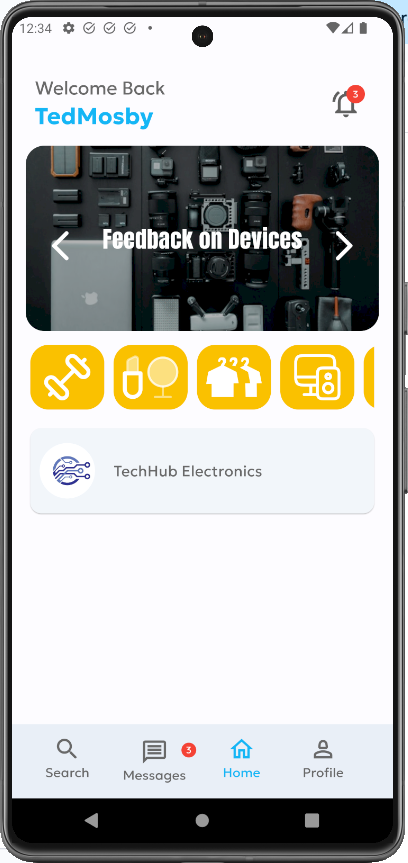 12:34
Welcome Back
TedMosby
3
Feedback on Devices
TechHub Electronics
3
Search
Messages
Home
Profile